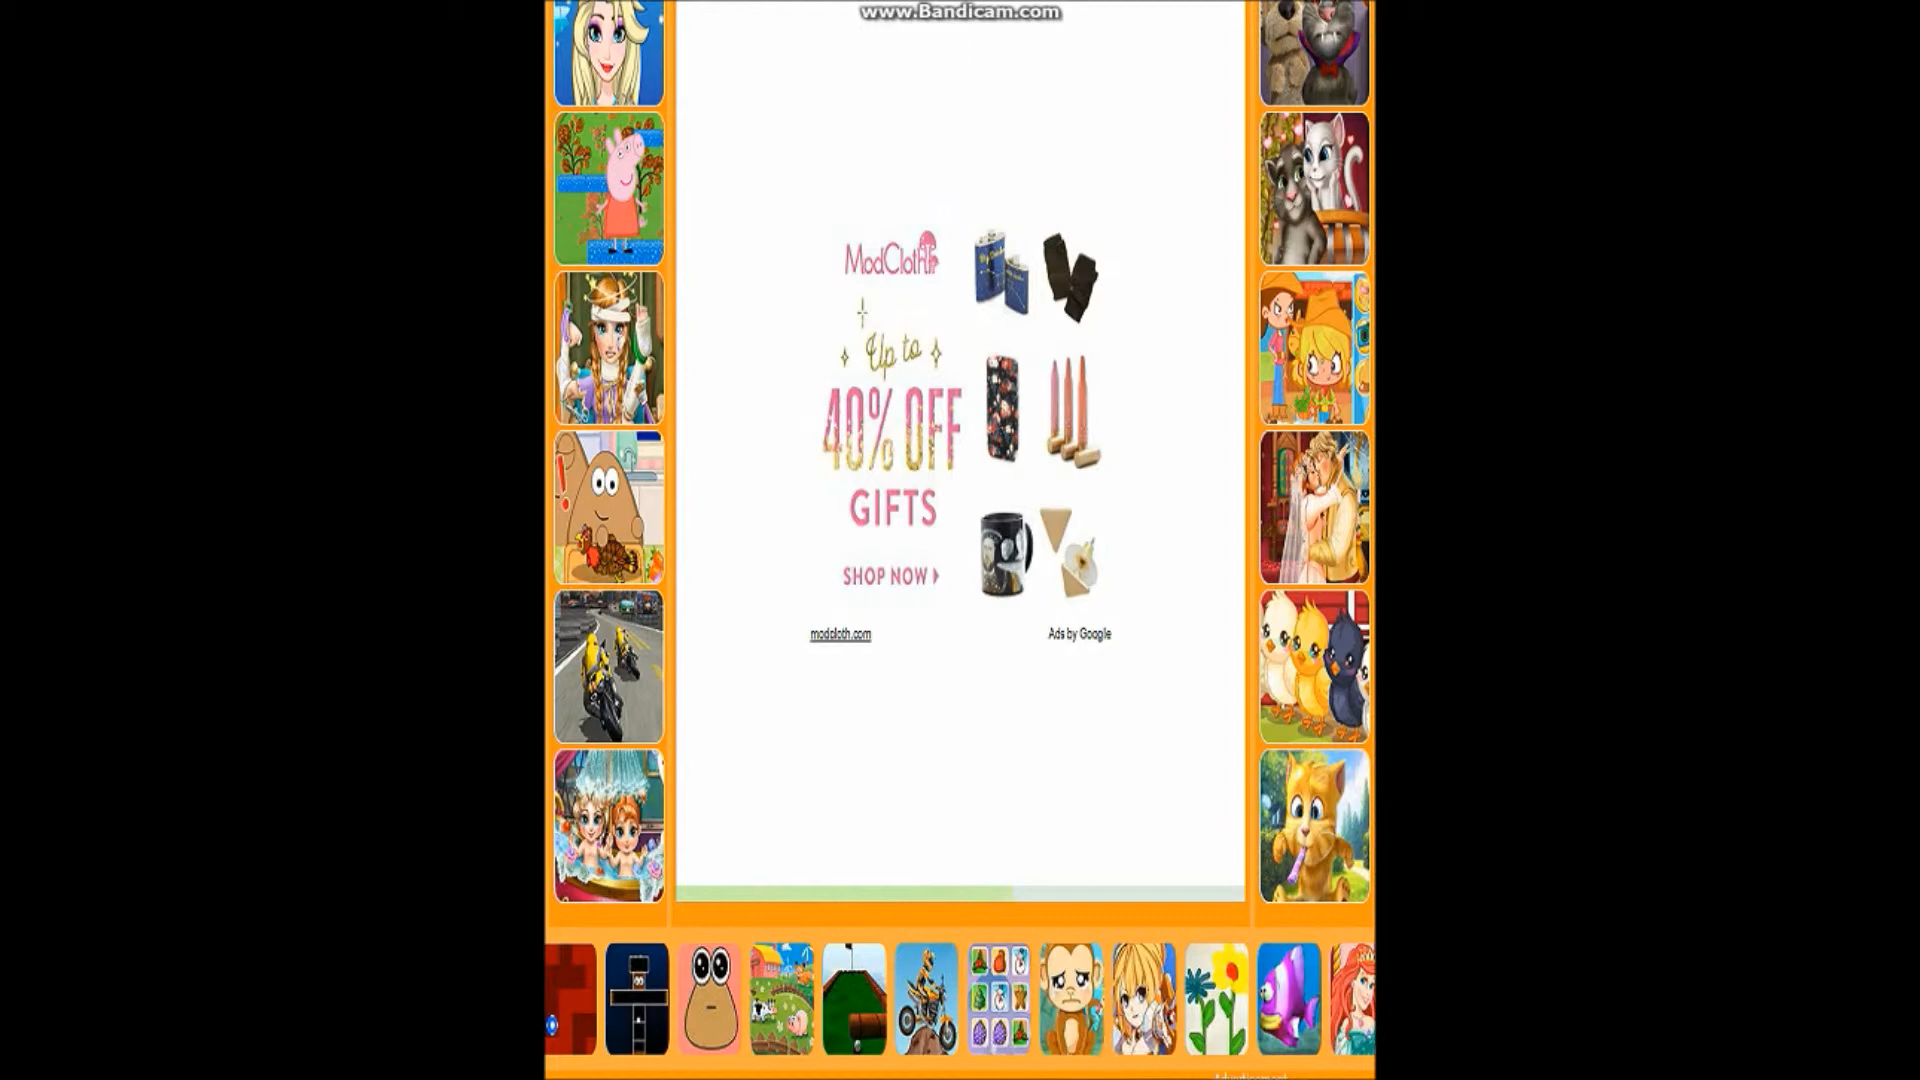 www.Bandicam.com
ModCloth
Up to
40% OFF
GIFTS
SHOP NOW
modcloth.com
Ads by Google